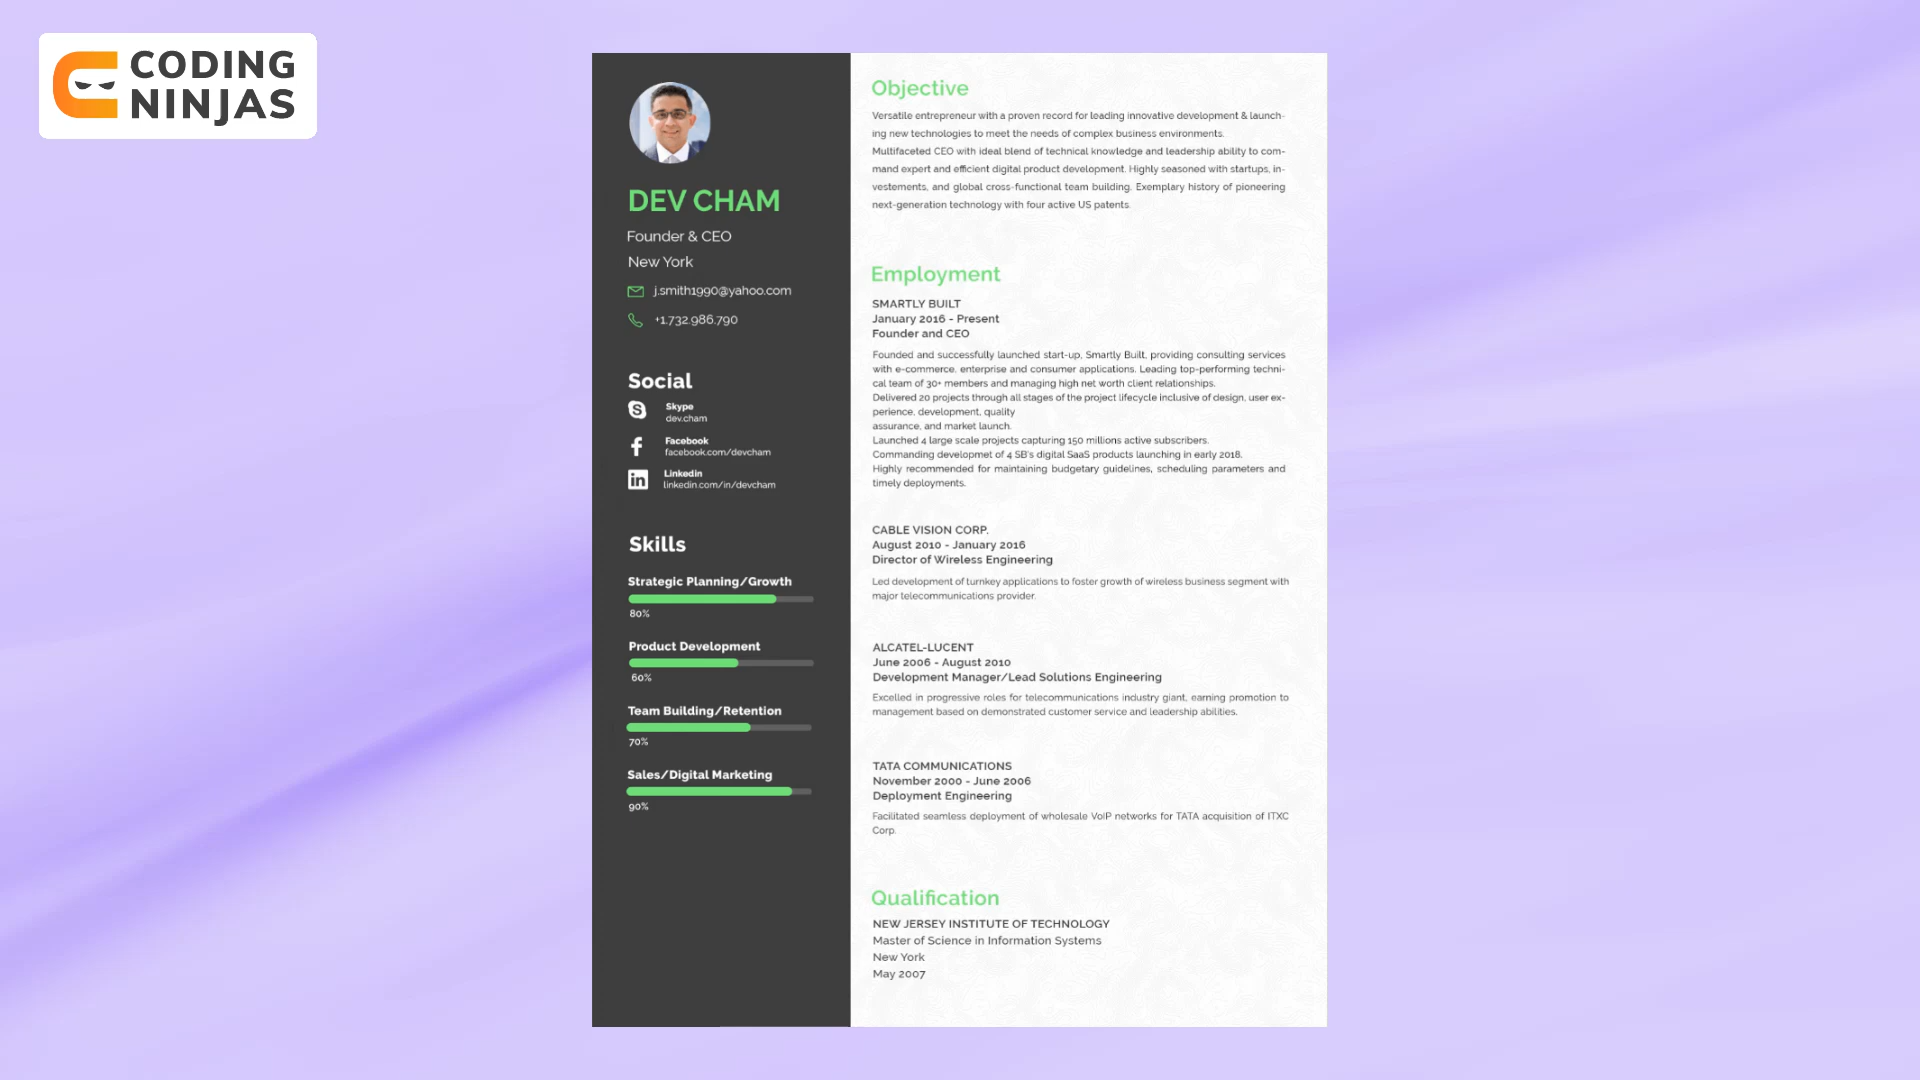 CODING
NINJAS
DEV CHAM
Founder & CEO
New York
j.smith1990@yahoo.com
+1.732.986.790
Social
Skype
dev.cham
Facebook
facebook.com/devcham
Linkedin
linkedin.com/in/devcham
Skills
Strategic Planning/Growth
80%
Product Development
60%
Team Building/Retention
70%
Sales/Digital Marketing
90%
Objective
Versatile entrepreneur with a proven record for leading innovative development & launch-
ing new technologies to meet the needs of complex business environments.
Multifaceted CEO with ideal blend of technical knowledge and leadership ability to com-
mand expert and efficient digital product development. Highly seasoned with startups, in-
vestements, and global cross-functional team building. Exemplary history of pioneering
next-generation technology with four active US patents.
Employment
SMARTLY BUILT
January 2016 - Present
Founder and CEO
Founded and successfully launched start-up, Smartly Built, providing consulting services
with e-commerce, enterprise and consumer applications. Leading top-performing techni-
cal team of 30+ members and managing high net worth client relationships.
Delivered 20 projects through all stages of the project lifecycle inclusive of design, user ex-
perience, development, quality
assurance, and market launch.
Launched 4 large scale projects capturing 150 millions active subscribers.
Commanding developmet of 4 SB's digital SaaS products launching in early 2018.
Highly recommended for maintaining budgetary guidelines, scheduling parameters and
timely deployments.
CABLE VISION CORP.
August 2010 - January 2016
Director of Wireless Engineering
Led development of turnkey applications to foster growth of wireless business segment with
major telecommunications provider.
ALCATEL-LUCENT
June 2006 - August 2010
Development Manager/Lead Solutions Engineering
Excelled in progressive roles for telecommunications industry giant, earning promotion to
management based on demonstrated customer service and leadership abilities.
TATA COMMUNICATIONS
November 2000 - June 2006
Deployment Engineering
Facilitated seamless deployment of wholesale VoIP networks for TATA acquisition of ITXC
Corp.
Qualification
NEW JERSEY INSTITUTE OF TECHNOLOGY
Master of Science in Information Systems
New York
May 2007